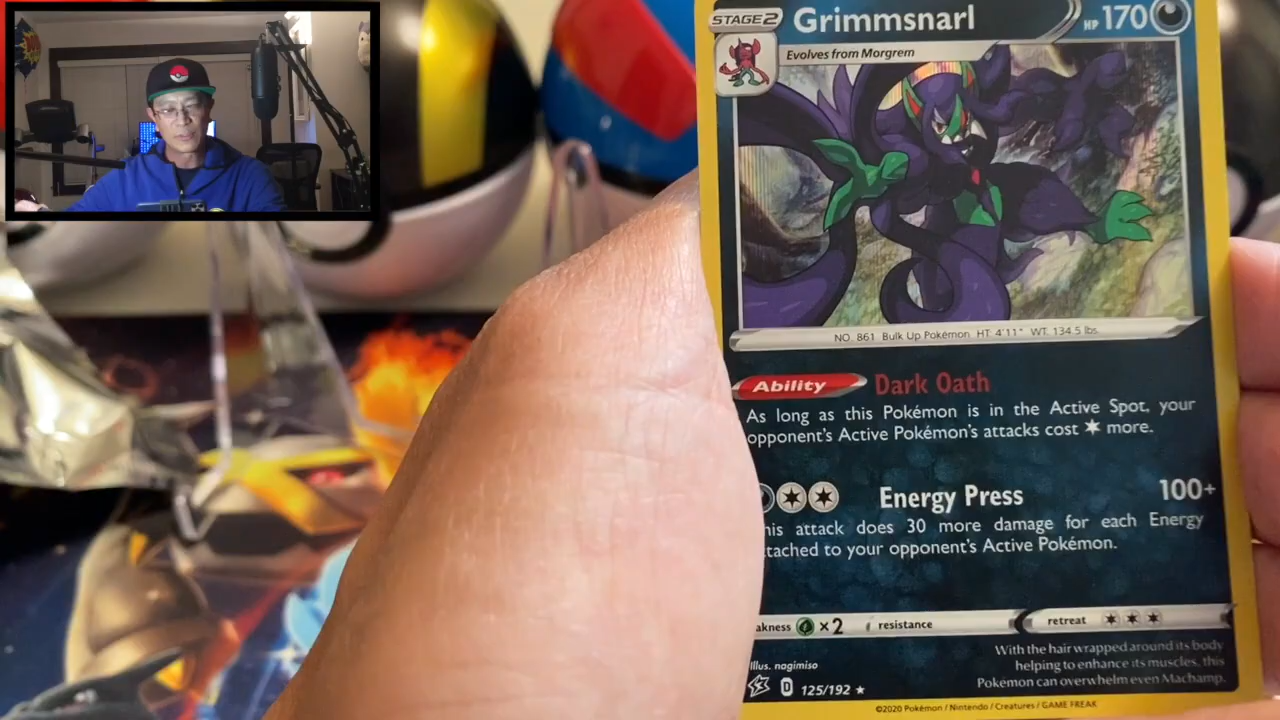 STAGE 2
Grimmsnarl
HP 170
Evolves from Morgrem
NO. 861 Bulk Up Pokémon HT: 4'11" WT: 134.5 lbs.
Ability Dark Oath
As long as this Pokémon is in the Active Spot, your
opponent's Active Pokémon's attacks cost more.
Energy Press 100+
his attack does 30 more damage for each Energy
tached to your opponent's Active Pokémon.
akness ×2 resistance retreat
With the hair wrapped around its body
helping to enhance its muscles, this
Pokémon can overwhelm even Machamp.
Illus. nagimiso
D 125/192 ★
©2020 Pokémon / Nintendo / Creatures / GAME FREAK